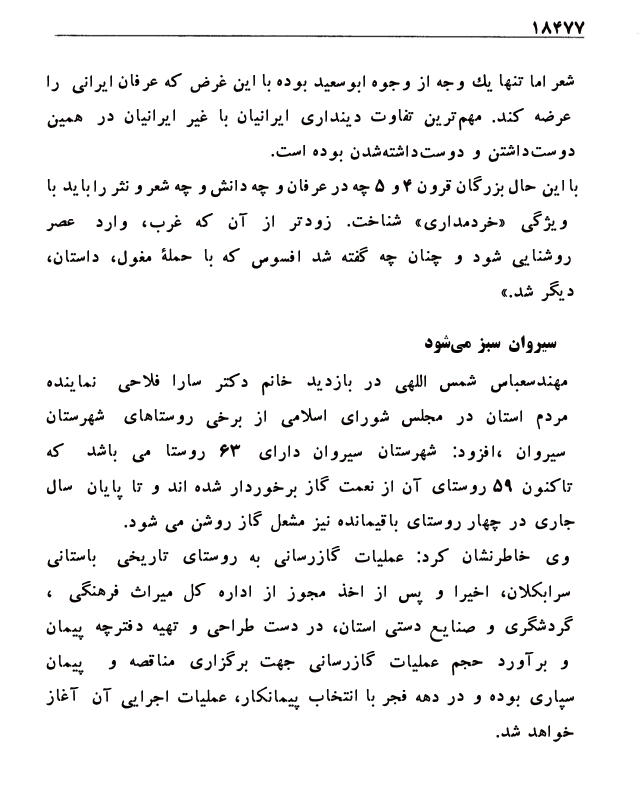 ۱۸۴۷۷
شعر اما تنها یك وجه از وجوه ابوسعید بوده با این غرض که عرفان ایرانی را
عرضه کند. مهم‌ترین تفاوت دینداری ایرانیان با غیر ایرانیان در همین
دوست‌داشتن و دوست‌داشته‌شدن بوده است.
با این حال بزرگان قرون ۴ و ۵ چه در عرفان و چه دانش و چه شعر و نثر را باید با
ویژگی «خردمداری» شناخت. زودتر از آن که غرب، وارد عصر
روشنایی شود و چنان چه گفته شد افسوس که با حملهٔ مغول، داستان،
دیگر شد.»
سیروان سبز می‌شود
مهندسعباس شمس اللهی در بازدید خانم دکتر سارا فلاحی نماینده
مردم استان در مجلس شورای اسلامی از برخی روستاهای شهرستان
سیروان ،افزود: شهرستان سیروان دارای ۶۳ روستا می باشد که
تاکنون ۵۹ روستای آن از نعمت گاز برخوردار شده اند و تا پایان سال
جاری در چهار روستای باقیمانده نیز مشعل گاز روشن می شود.
وی خاطرنشان کرد: عملیات گازرسانی به روستای تاریخی باستانی
سرابکلان، اخیرا و پس از اخذ مجوز از اداره کل میراث فرهنگی ،
گردشگری و صنایع دستی استان، در دست طراحی و تهیه دفترچه پیمان
و برآورد حجم عملیات گازرسانی جهت برگزاری مناقصه و پیمان
سپاری بوده و در دهه فجر با انتخاب پیمانکار، عملیات اجرایی آن آغاز
خواهد شد.